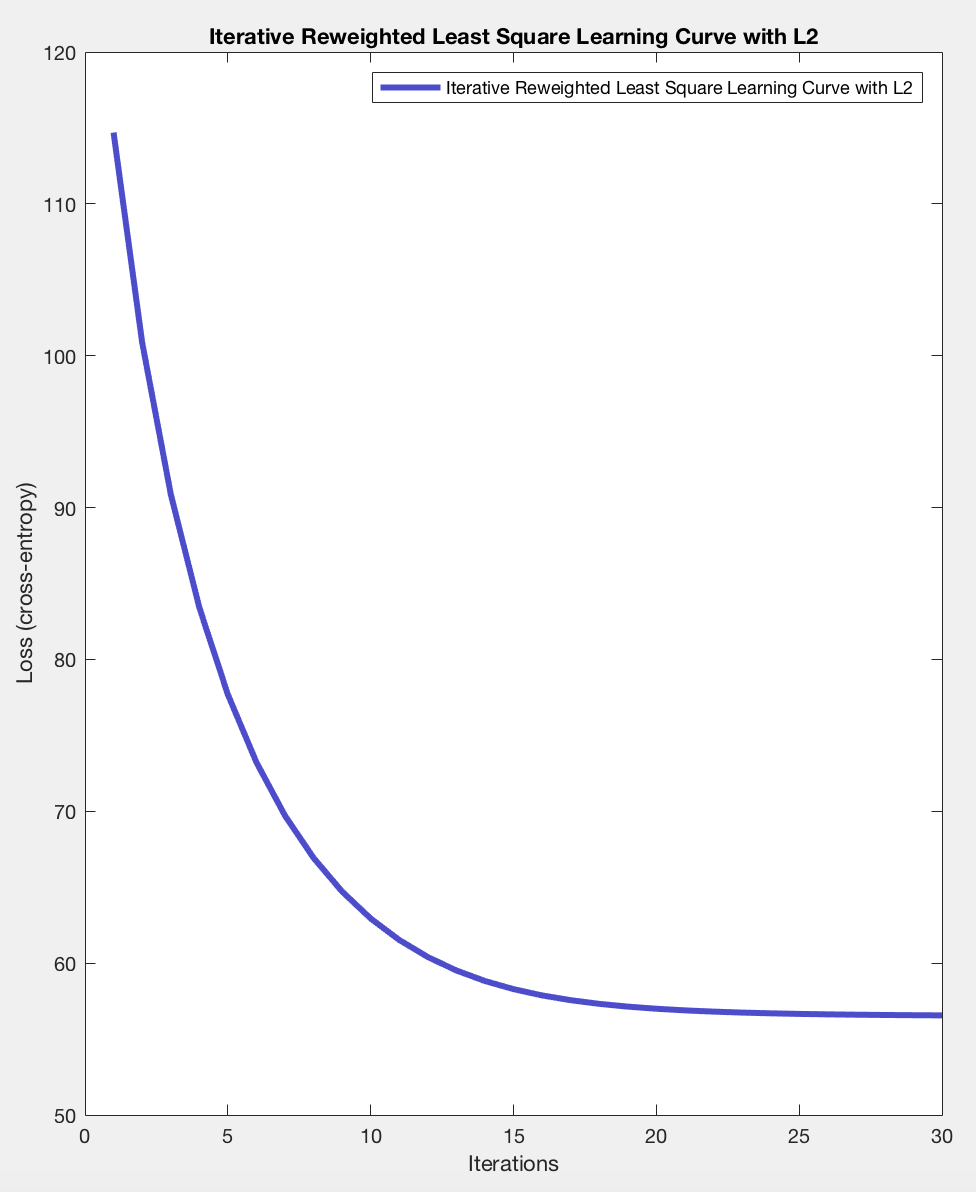 Iterative Reweighted Least Square Learning Curve with L2
Iterative Reweighted Least Square Learning Curve with L2
120
110
100
90
80
70
60
50
Loss (cross-entropy)
0 5 10 15 20 25 30
Iterations